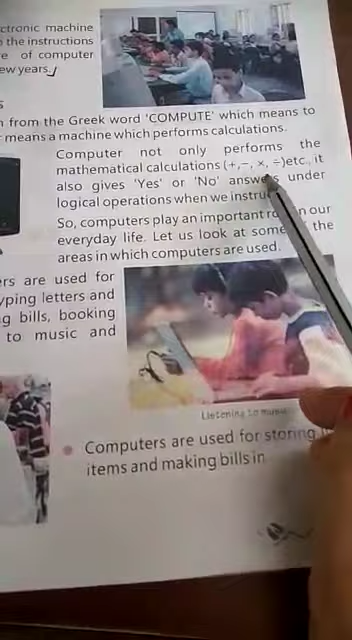 ctronic machine
the instructions
e of computer
ew years.
s
from the Greek word 'COMPUTE' which means to
means a machine which performs calculations.
Computer not only performs the
mathematical calculations (+,−, ×, ÷)etc., it
also gives 'Yes' or 'No' answers under
logical operations when we
So, computers play an important in our
everyday life. Let us look at some the
areas in which computers are used.
ers are used for
yping letters and
g bills, booking
to music and
Listening to music
Computers are used for storing
items and making bills in